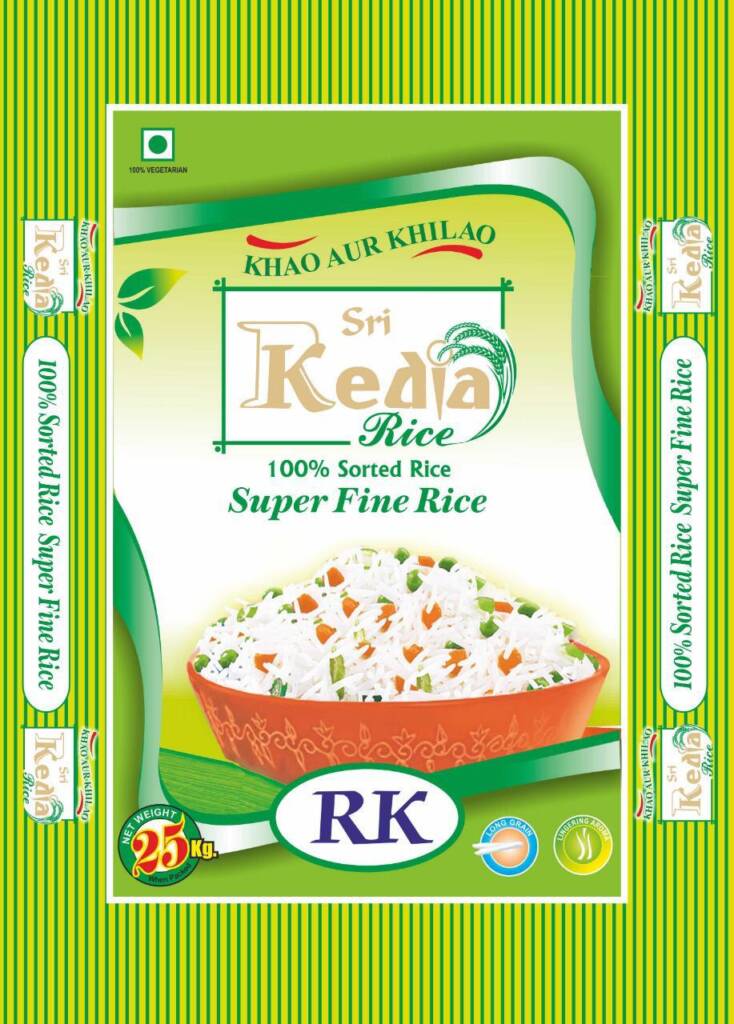 100% VEGETARIAN
KHAO AUR KHILAO
Sri
Kedia
Rice
100% Sorted Rice
Super Fine Rice
KHAO AUR KHILAO
Sri
Kedia
Rice
100% Sorted Rice Super Fine Rice
KHAO AUR KHILAO
Sri
Kedia
Rice
KHAO AUR KHILAO
Sri
Kedia
Rice
100% Sorted Rice Super Fine Rice
KHAO AUR KHILAO
Sri
Kedia
Rice
NET WEIGHT
25 Kg.
When Packed
RK
LONG GRAIN
LINGERING AROMA